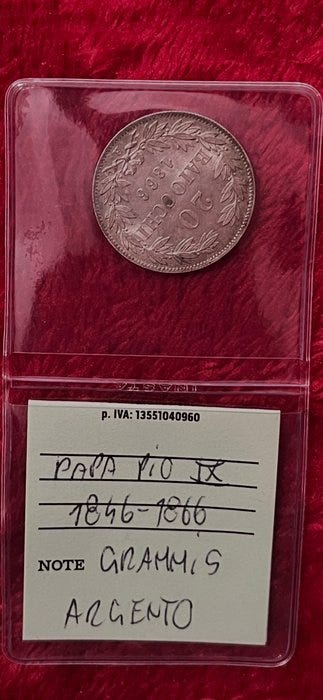 20
BAIOCCHI
1866
p. IVA: 13551040960
PAPA PIO IX
1846-1866
NOTE GRAMMI 5
ARGENTO